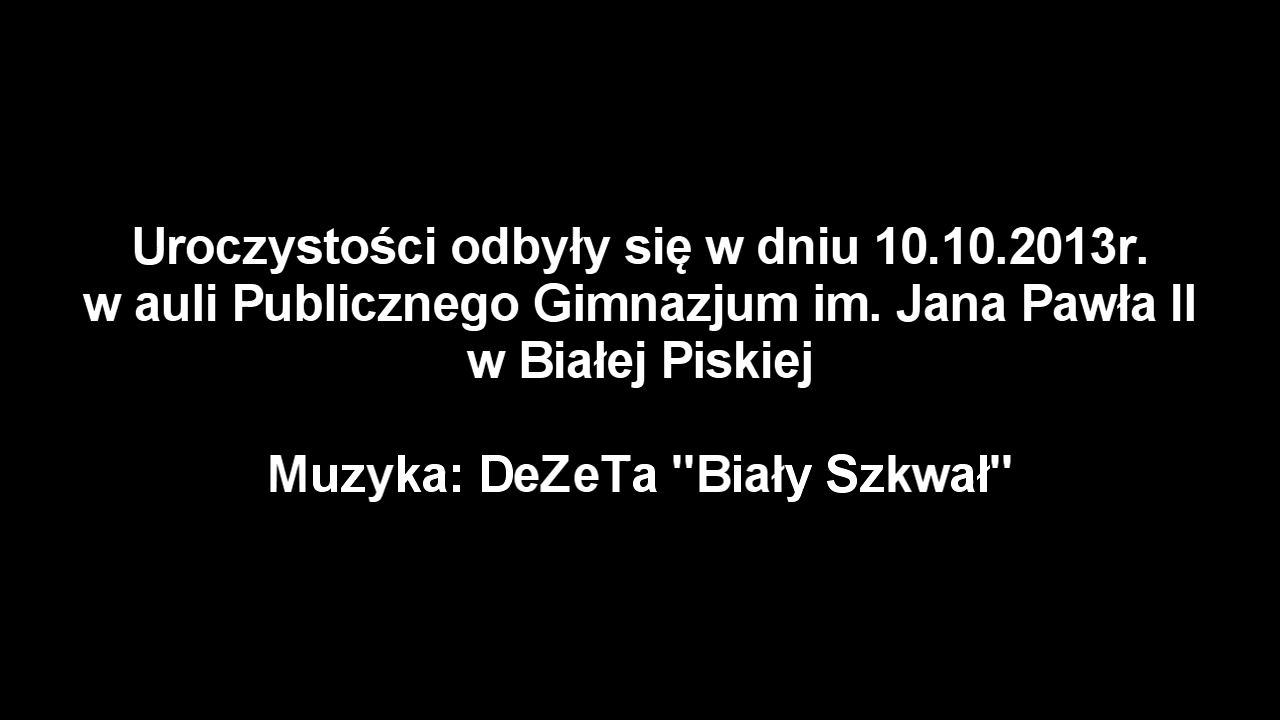 Uroczystości odbyły się w dniu 10.10.2013r.
w auli Publicznego Gimnazjum im. Jana Pawła II
w Białej Piskiej
Muzyka: DeZeTa "Biały Szkwał"